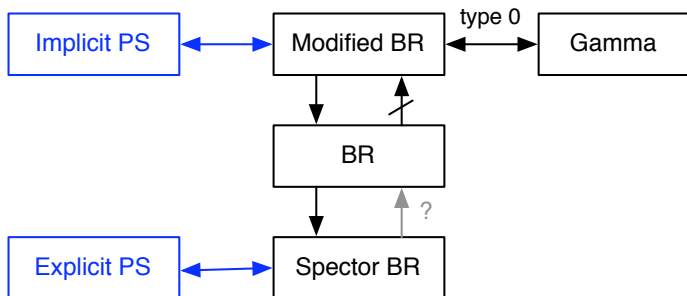 type 0
Implicit PS
Modified BR
Gamma
BR
?
Explicit PS
Spector BR